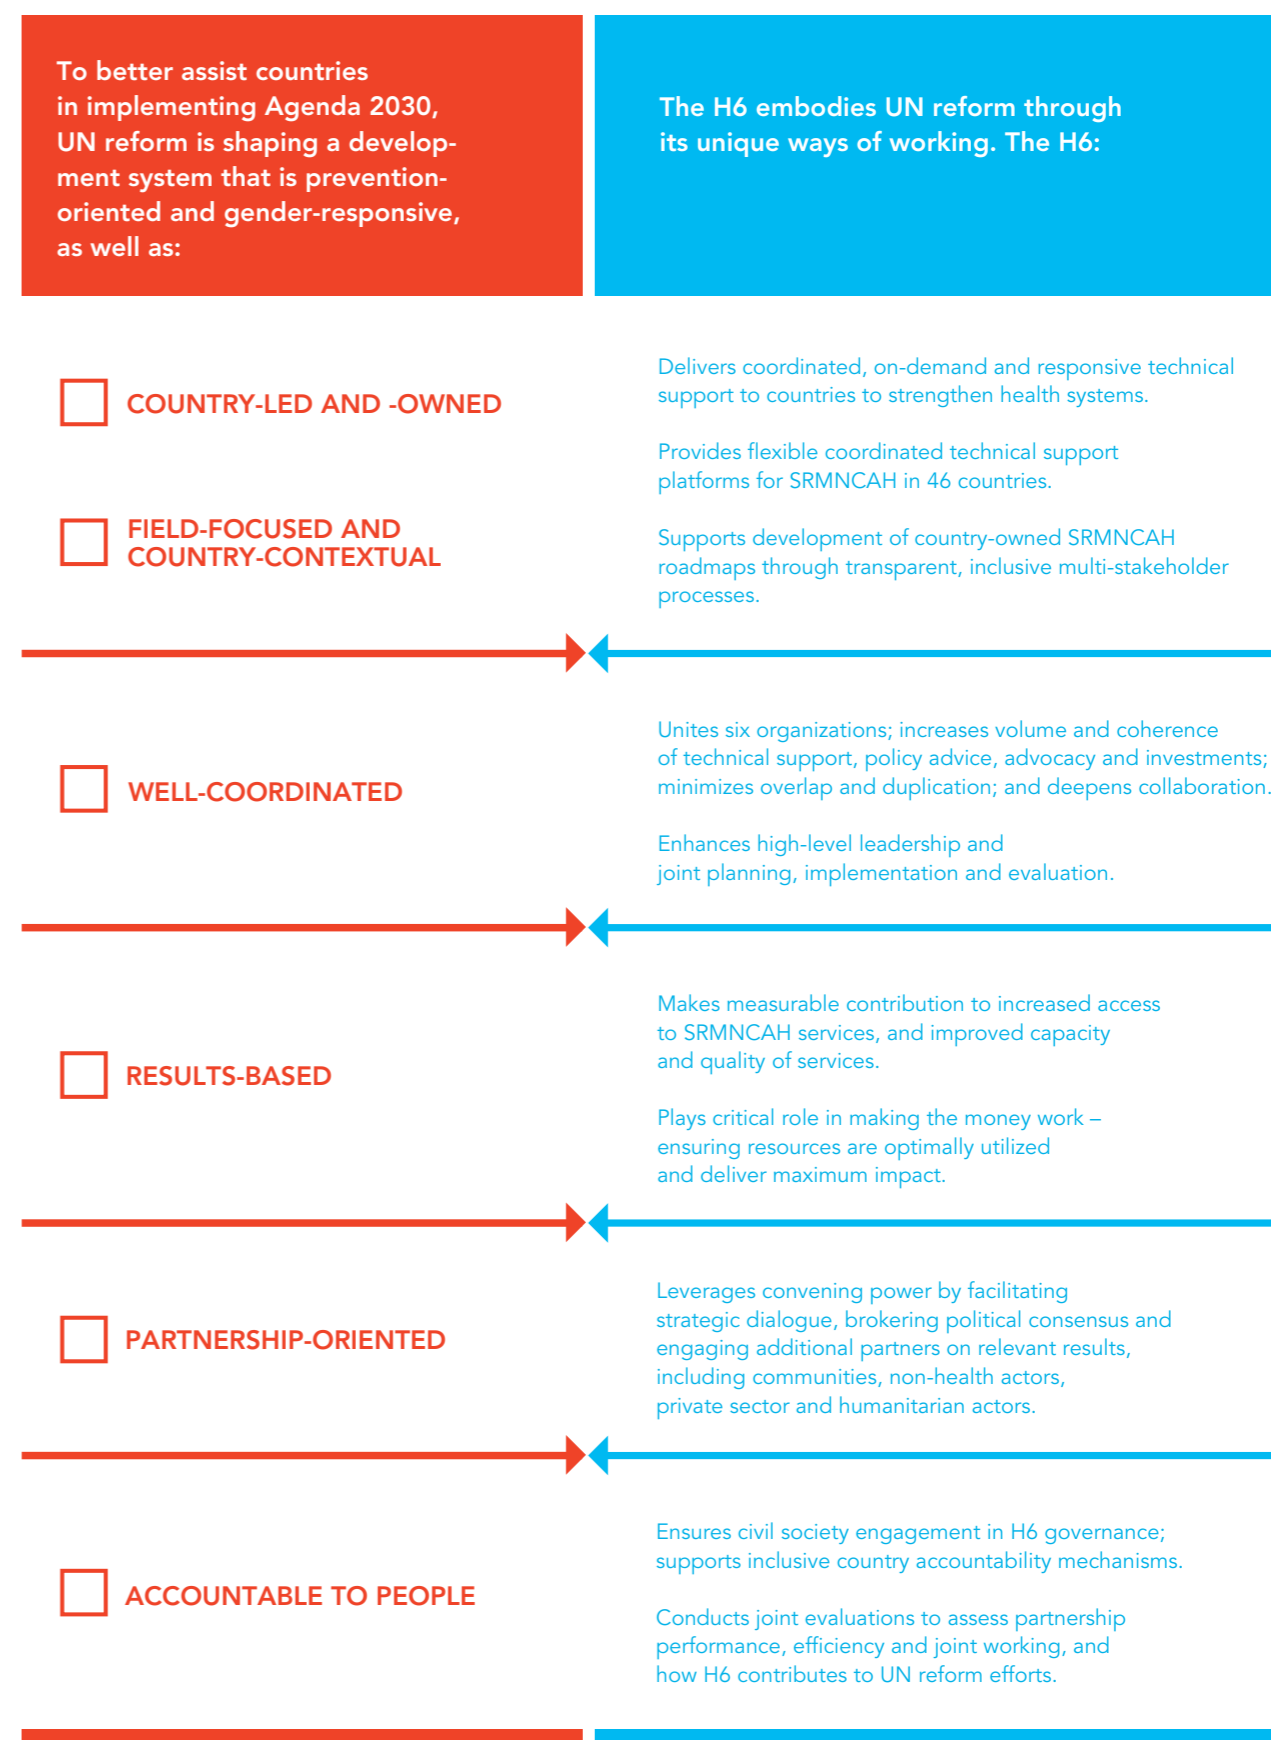 To better assist countries
in implementing Agenda 2030,
UN reform is shaping a develop-
ment system that is prevention-
oriented and gender-responsive,
as well as:
The H6 embodies UN reform through
its unique ways of working. The H6:
COUNTRY-LED AND -OWNED
FIELD-FOCUSED AND
COUNTRY-CONTEXTUAL
Delivers coordinated, on-demand and responsive technical
support to countries to strengthen health systems.
Provides flexible coordinated technical support
platforms for SRMNCAH in 46 countries.
Supports development of country-owned SRMNCAH
roadmaps through transparent, inclusive multi-stakeholder
processes.
WELL-COORDINATED
Unites six organizations; increases volume and coherence
of technical support, policy advice, advocacy and investments;
minimizes overlap and duplication; and deepens collaboration.
Enhances high-level leadership and
joint planning, implementation and evaluation.
RESULTS-BASED
Makes measurable contribution to increased access
to SRMNCAH services, and improved capacity
and quality of services.
Plays critical role in making the money work –
ensuring resources are optimally utilized
and deliver maximum impact.
PARTNERSHIP-ORIENTED
Leverages convening power by facilitating
strategic dialogue, brokering political consensus and
engaging additional partners on relevant results,
including communities, non-health actors,
private sector and humanitarian actors.
ACCOUNTABLE TO PEOPLE
Ensures civil society engagement in H6 governance;
supports inclusive country accountability mechanisms.
Conducts joint evaluations to assess partnership
performance, efficiency and joint working, and
how H6 contributes to UN reform efforts.